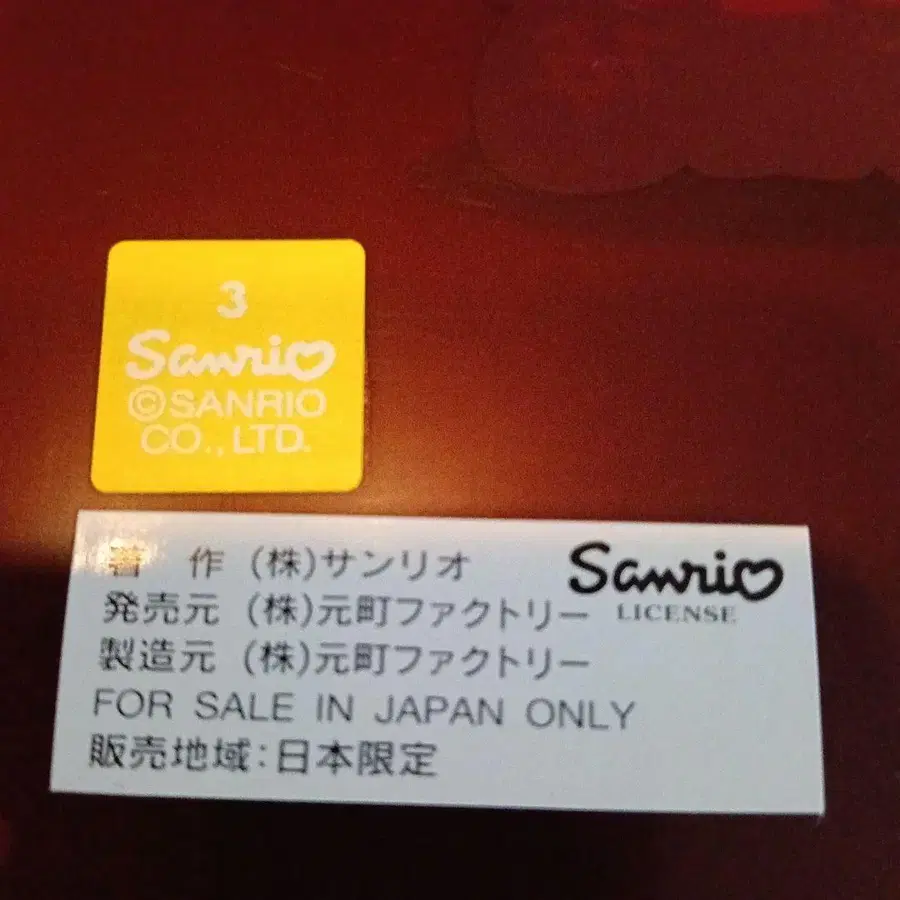 3
Sanrio
©SANRIO
CO., LTD.
著 作 (株)サンリオ
Sanrio
LICENSE
発売元 (株)元町ファクトリー
製造元 (株)元町ファクトリー
FOR SALE IN JAPAN ONLY
販売地域:日本限定